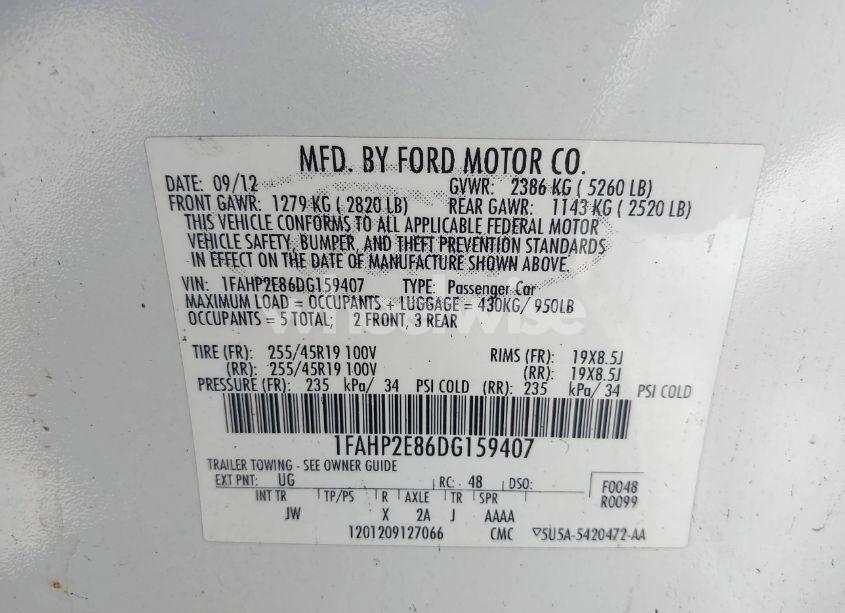 MFD. BY FORD MOTOR CO.
DATE: 09/12 GVWR: 2386 KG ( 5260 LB)
FRONT GAWR: 1279 KG ( 2820 LB) REAR GAWR: 1143 KG ( 2520 LB)
THIS VEHICLE CONFORMS TO ALL APPLICABLE FEDERAL MOTOR
VEHICLE SAFETY, BUMPER, AND THEFT PREVENTION STANDARDS
IN EFFECT ON THE DATE OF MANUFACTURE SHOWN ABOVE.
VIN: 1FAHP2E86DG159407 TYPE: Passenger Car
MAXIMUM LOAD = OCCUPANTS + LUGGAGE = 430KG/ 950LB
OCCUPANTS = 5 TOTAL; 2 FRONT, 3 REAR
wheelwise
TIRE (FR): 255/45R19 100V RIMS (FR): 19X8.5J
(RR): 255/45R19 100V (RR): 19X8.5J
PRESSURE (FR): 235 kPa/ 34 PSI COLD (RR): 235 kPa/ 34 PSI COLD
1FAHP2E86DG159407
TRAILER TOWING - SEE OWNER GUIDE
EXT PNT: UG RC: 48 DSO: F0048
INT TR TP/PS R AXLE TR SPR R0099
JW X 2A J AAAA
1201209127066 CMC ▽5U5A-5420472-AA